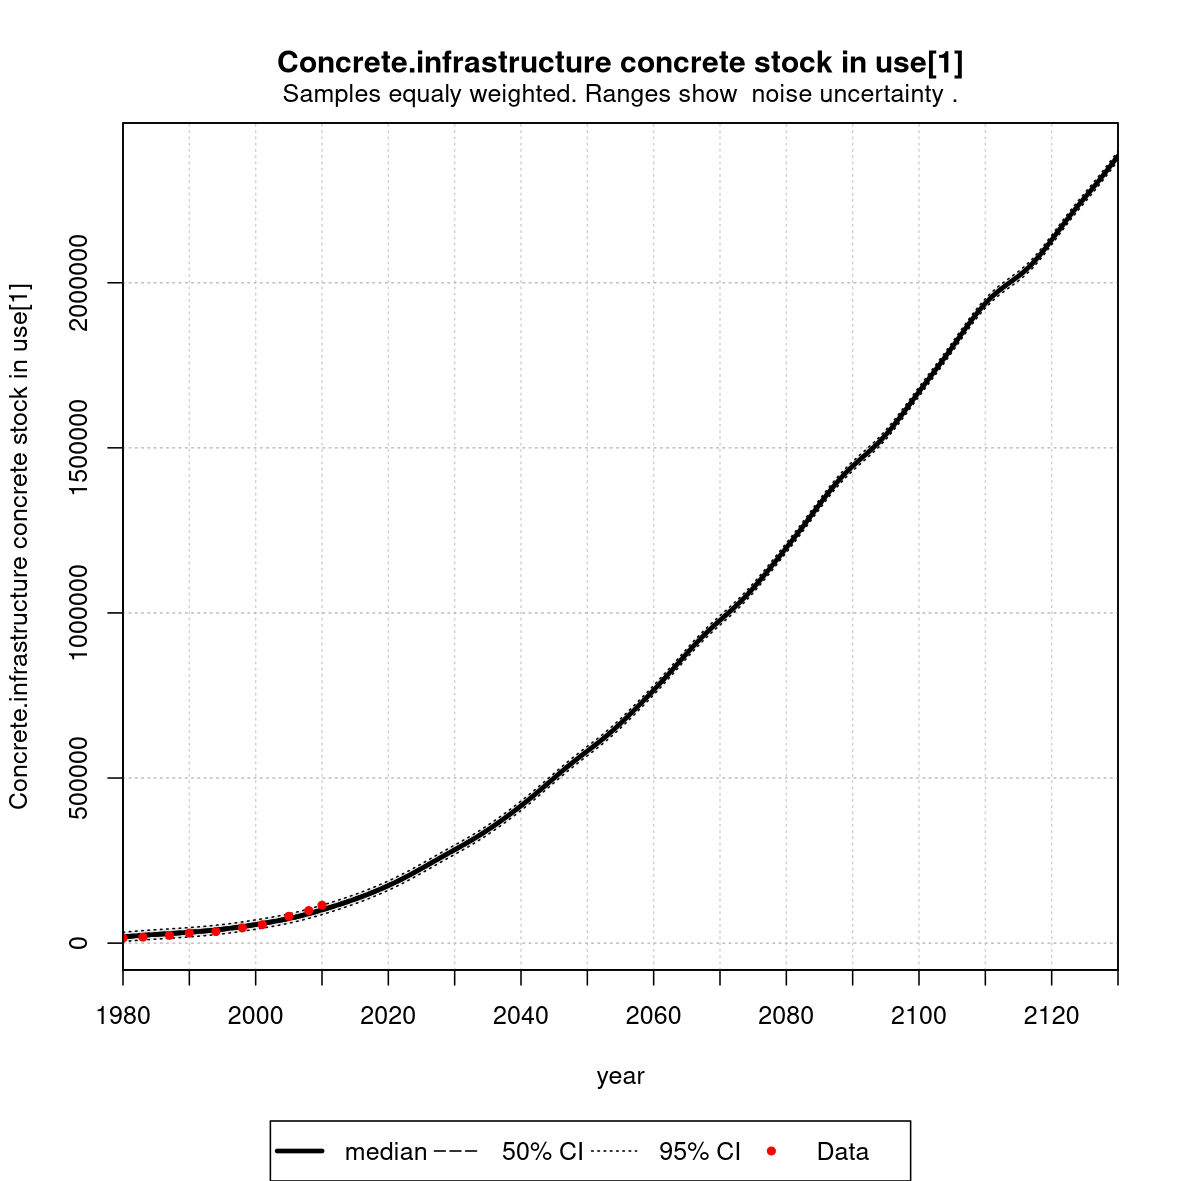 Concrete.infrastructure concrete stock in use[1]
Samples equaly weighted. Ranges show  noise uncertainty .
Concrete.infrastructure concrete stock in use[1]
2000000
1500000
1000000
500000
0
1980 2000 2020 2040 2060 2080 2100 2120
year
median 50% CI 95% CI Data